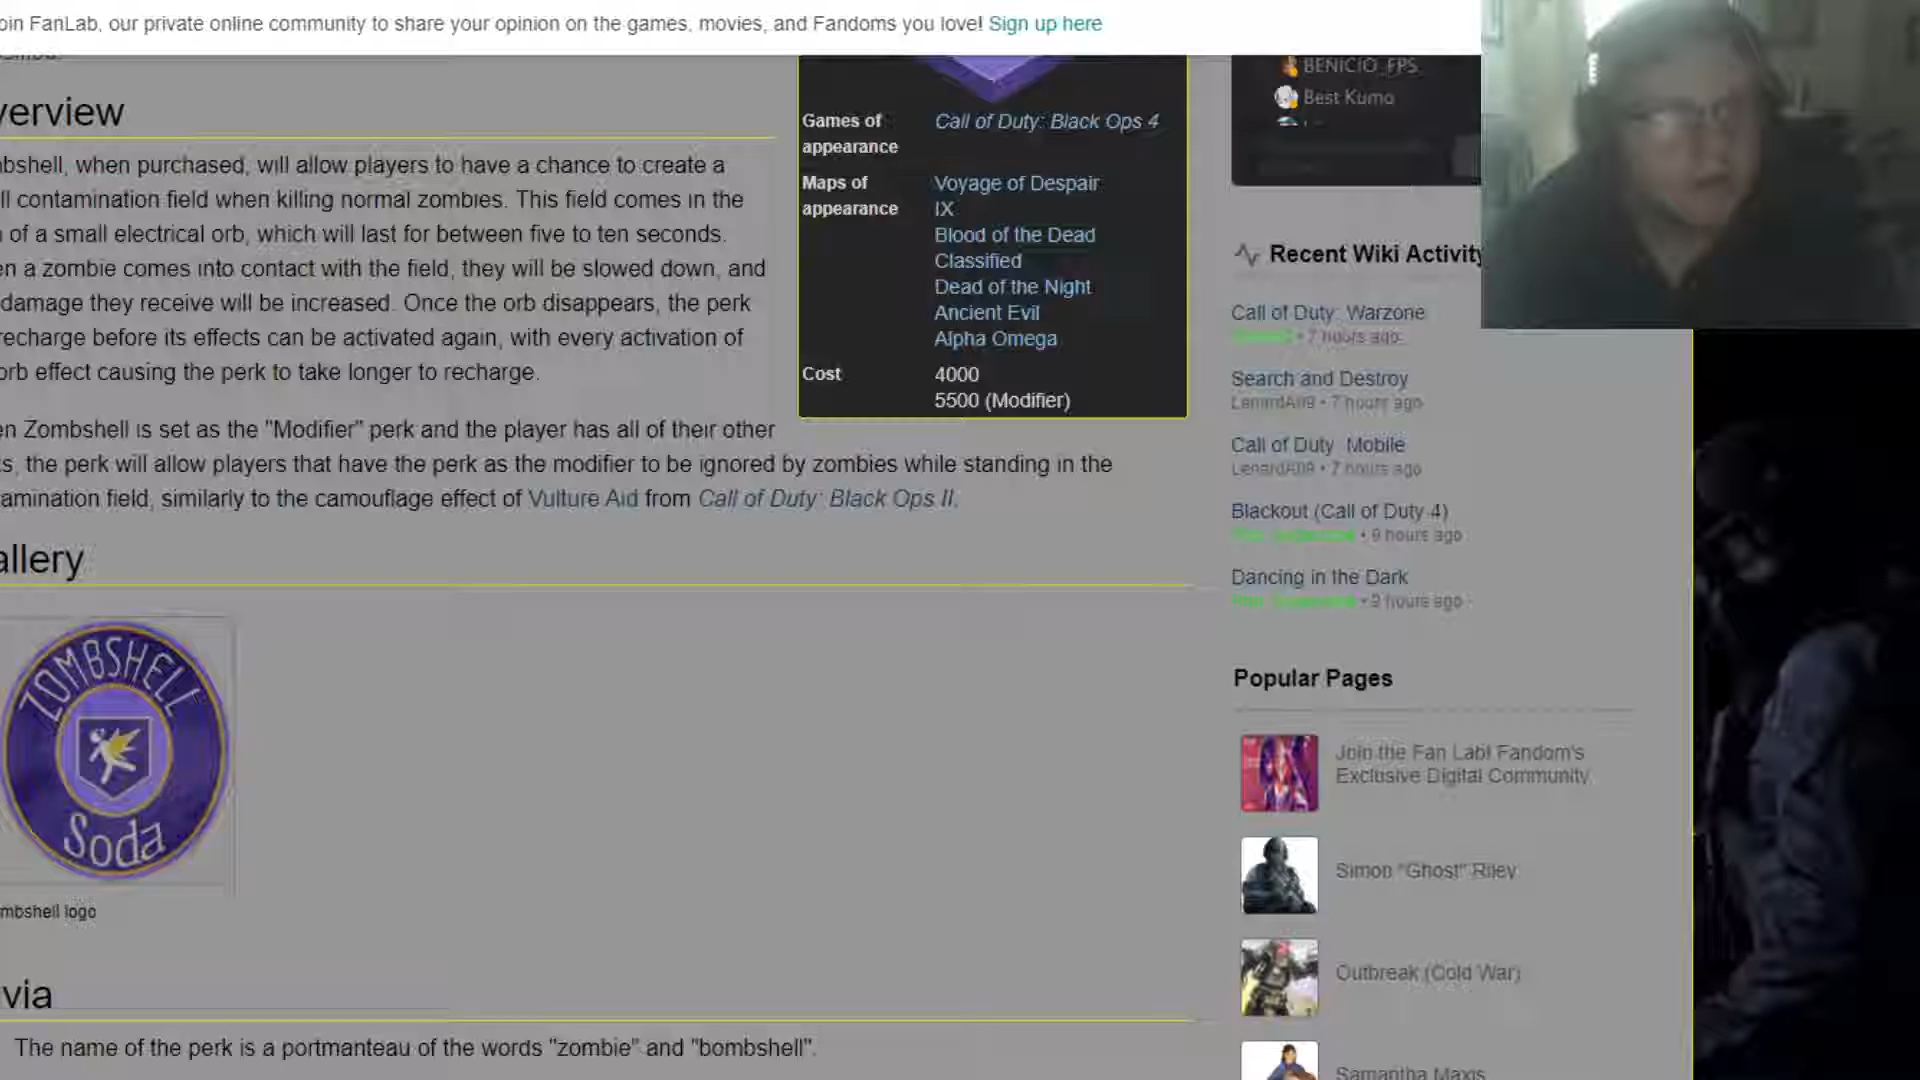 oin FanLab, our private online community to share your opinion on the games, movies, and Fandoms you love! Sign up here
verview
bshell, when purchased, will allow players to have a chance to create a
ll contamination field when killing normal zombies. This field comes in the
of a small electrical orb, which will last for between five to ten seconds.
en a zombie comes into contact with the field, they will be slowed down, and
damage they receive will be increased. Once the orb disappears, the perk
recharge before its effects can be activated again, with every activation of
orb effect causing the perk to take longer to recharge.
en Zombshell is set as the "Modifier" perk and the player has all of their other
s, the perk will allow players that have the perk as the modifier to be ignored by zombies while standing in the
amination field, similarly to the camouflage effect of Vulture Aid from Call of Duty: Black Ops II.
Games of appearance
Call of Duty: Black Ops 4
Maps of appearance
Voyage of Despair
IX
Blood of the Dead
Classified
Dead of the Night
Ancient Evil
Alpha Omega
Cost
4000
5500 (Modifier)
allery
ZOMBSHELL
Soda
mbshell logo
via
The name of the perk is a portmanteau of the words "zombie" and "bombshell".
BENICIO_FPS
Best Kumo
Recent Wiki Activity
Call of Duty: Warzone
• 7 hours ago
Search and Destroy
LenardA09 • 7 hours ago
Call of Duty: Mobile
LenardA09 • 7 hours ago
Blackout (Call of Duty 4)
• 9 hours ago
Dancing in the Dark
• 9 hours ago
Popular Pages
Join the Fan Lab! Fandom's
Exclusive Digital Community
Simon "Ghost" Riley
Outbreak (Cold War)
Samantha Maxis